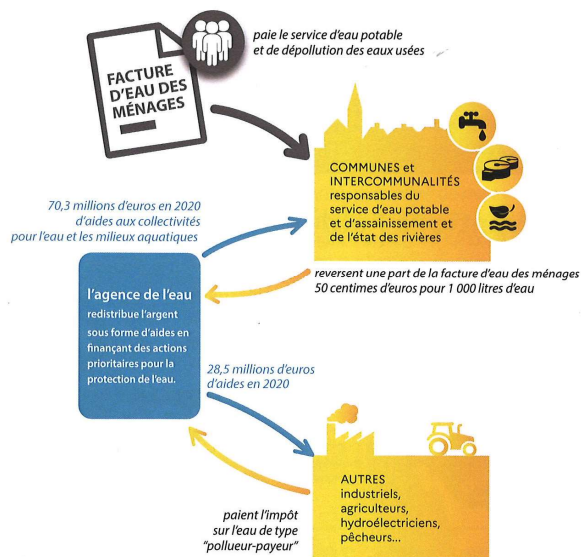 paie le service d'eau potable
et de dépollution des eaux usées
FACTURE
D'EAU DES
MÉNAGES
COMMUNES et
INTERCOMMUNALITÉS
responsables du
service d'eau potable
et d'assainissement et
de l'état des rivières
70,3 millions d'euros en 2020
d'aides aux collectivités
pour l'eau et les milieux aquatiques
reversent une part de la facture d'eau des ménages
50 centimes d'euros pour 1 000 litres d'eau
l'agence de l'eau
redistribue l'argent
sous forme d'aides en
finançant des actions
prioritaires pour la
protection de l'eau.
28,5 millions d'euros
d'aides en 2020
AUTRES
industriels,
agriculteurs,
hydroélectriciens,
pêcheurs...
paient l'impôt
sur l'eau de type
"pollueur-payeur"